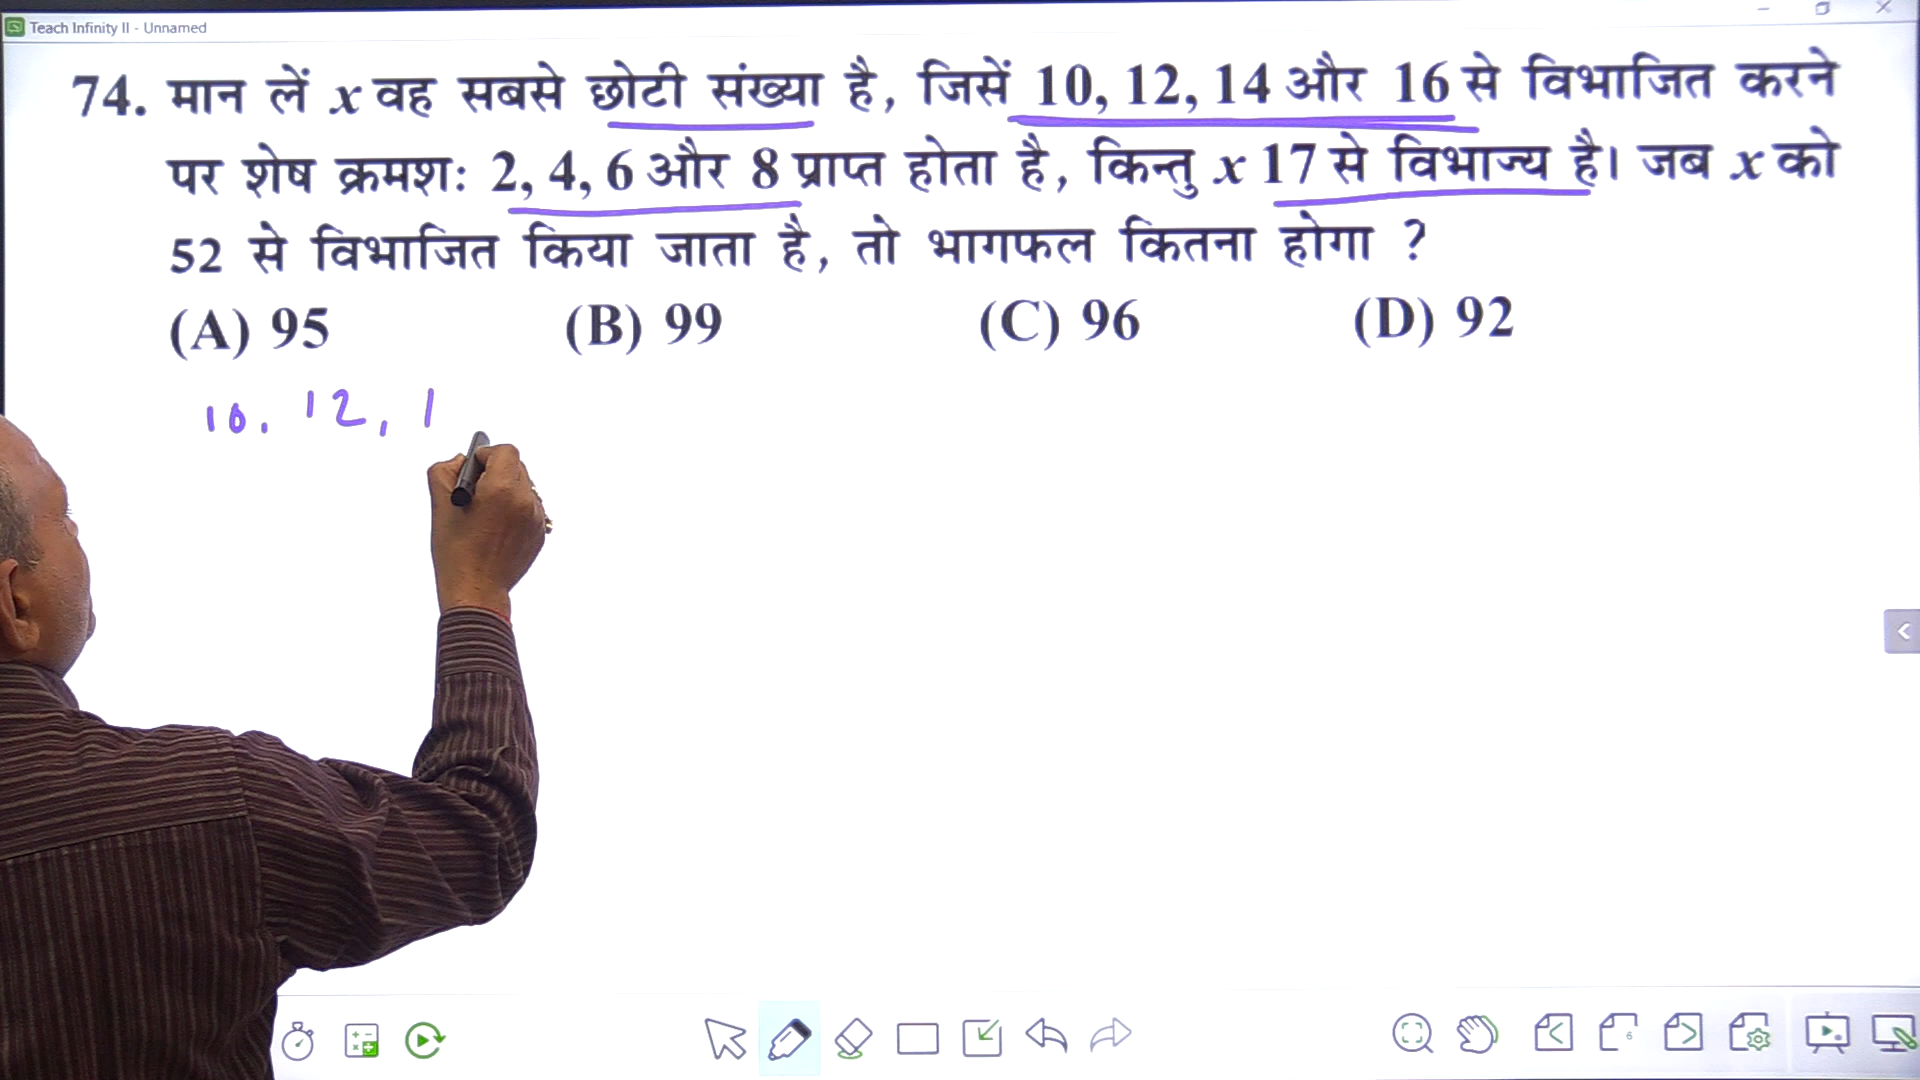 Teach Infinity II - Unnamed
74. मान लें x वह सबसे छोटी संख्या है, जिसें 10, 12, 14 और 16 से विभाजित करने
पर शेष क्रमशः 2, 4, 6 और 8 प्राप्त होता है, किन्तु x 17 से विभाज्य है। जब x को
52 से विभाजित किया जाता है, तो भागफल कितना होगा ?
(A) 95 (B) 99 (C) 96 (D) 92
10. 12, 1
6